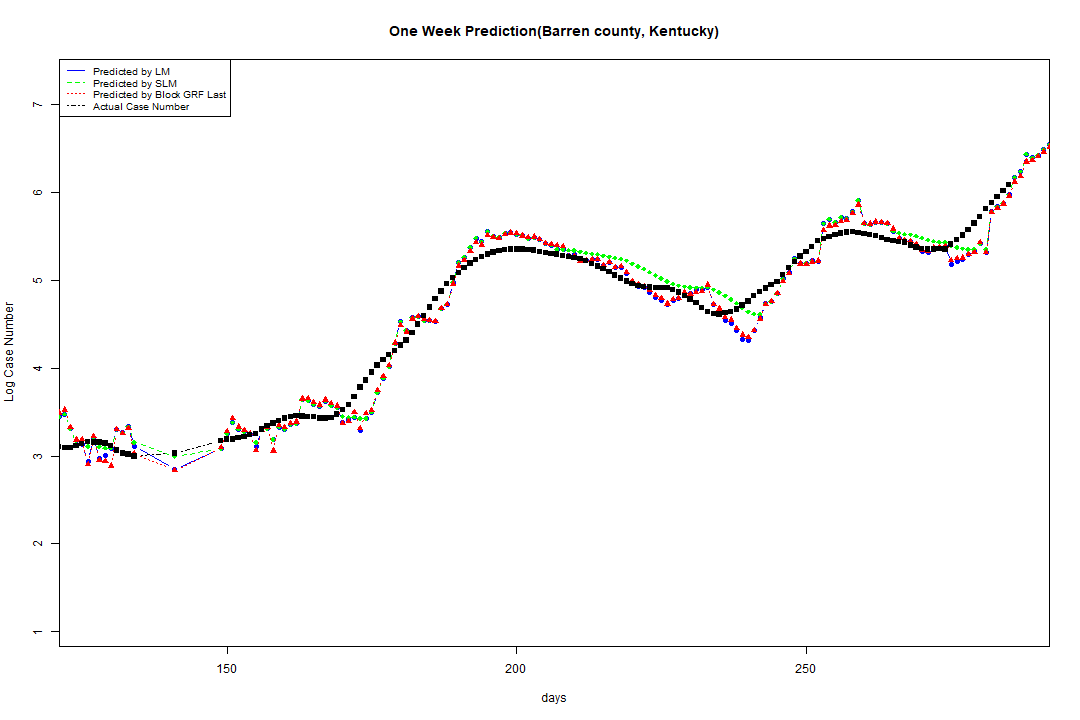 One Week Prediction(Barren county, Kentucky)
Predicted by LM
Predicted by SLM
Predicted by Block GRF Last
Actual Case Number
7
6
5
4
3
2
1
Log Case Number
150 200 250
days